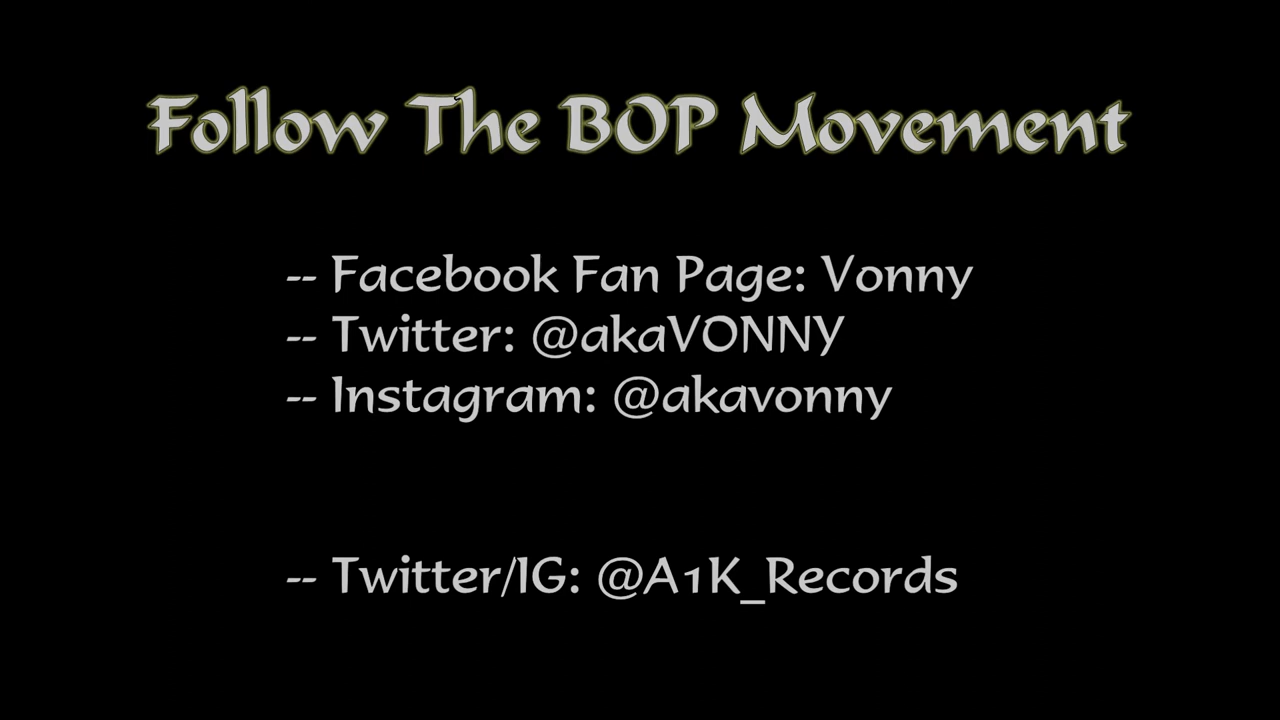 Follow The BOP Movement
-- Facebook Fan Page: Vonny
-- Twitter: @akaVONNY
-- Instagram: @akavonny
-- Twitter/IG: @A1K_Records